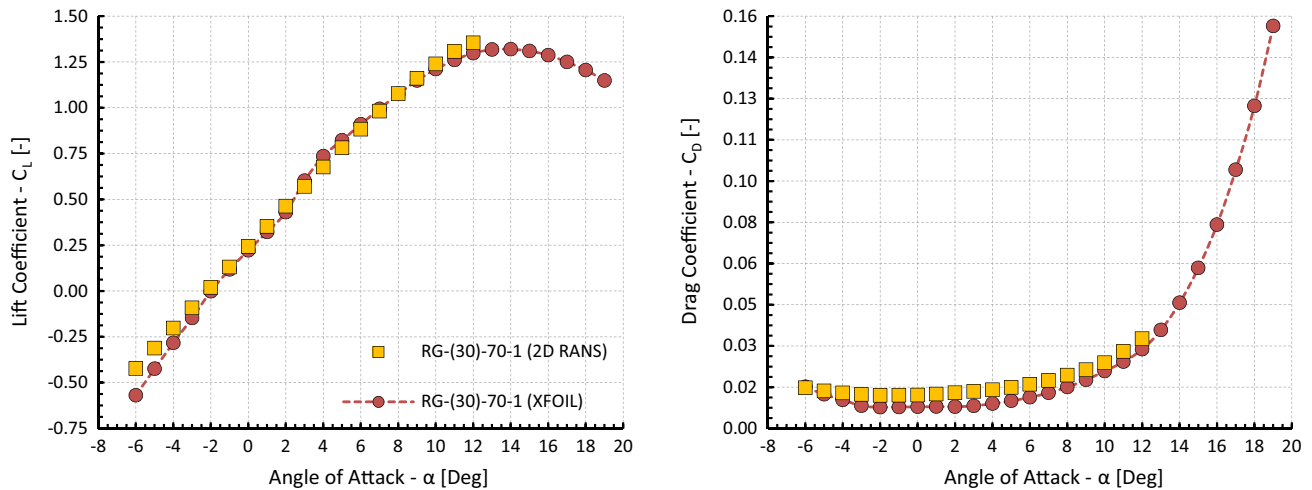 1.50
1.25
1.00
0.75
0.50
0.25
0.00
-0.25
-0.50
-0.75
Lift Coefficient - C_L [-]
RG-(30)-70-1 (2D RANS)
RG-(30)-70-1 (XFOIL)
-8 -6 -4 -2 0 2 4 6 8 10 12 14 16 18 20
Angle of Attack - α [Deg]
0.16
0.14
0.13
0.11
0.10
0.08
0.06
0.05
0.03
0.02
0.00
Drag Coefficient - C_D [-]
-8 -6 -4 -2 0 2 4 6 8 10 12 14 16 18 20
Angle of Attack - α [Deg]